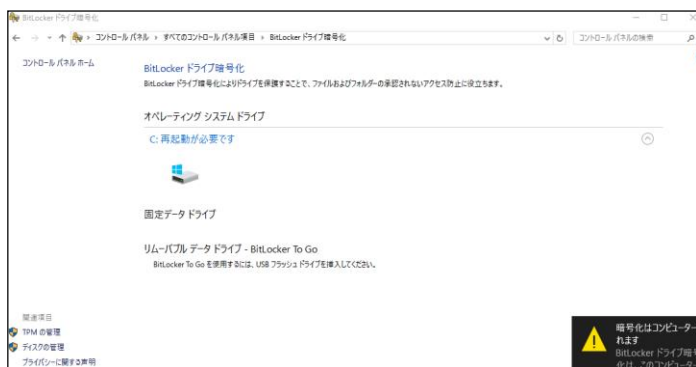 BitLocker ドライブ暗号化
コントロール パネル › すべてのコントロール パネル項目 › BitLocker ドライブ暗号化
コントロール パネルの検索
コントロール パネル ホーム
BitLocker ドライブ暗号化
BitLocker ドライブ暗号化によりドライブを保護することで、ファイルおよびフォルダーの承認されないアクセス防止に役立ちます。
オペレーティング システム ドライブ
C: 再起動が必要です
固定データ ドライブ
リムーバブル データ ドライブ - BitLocker To Go
BitLocker To Go を使用するには、USB フラッシュ ドライブを挿入してください。
関連項目
TPM の管理
ディスクの管理
プライバシーに関する声明
暗号化はコンピューター
れます
BitLocker ドライブ暗号
化は、このコンピューター